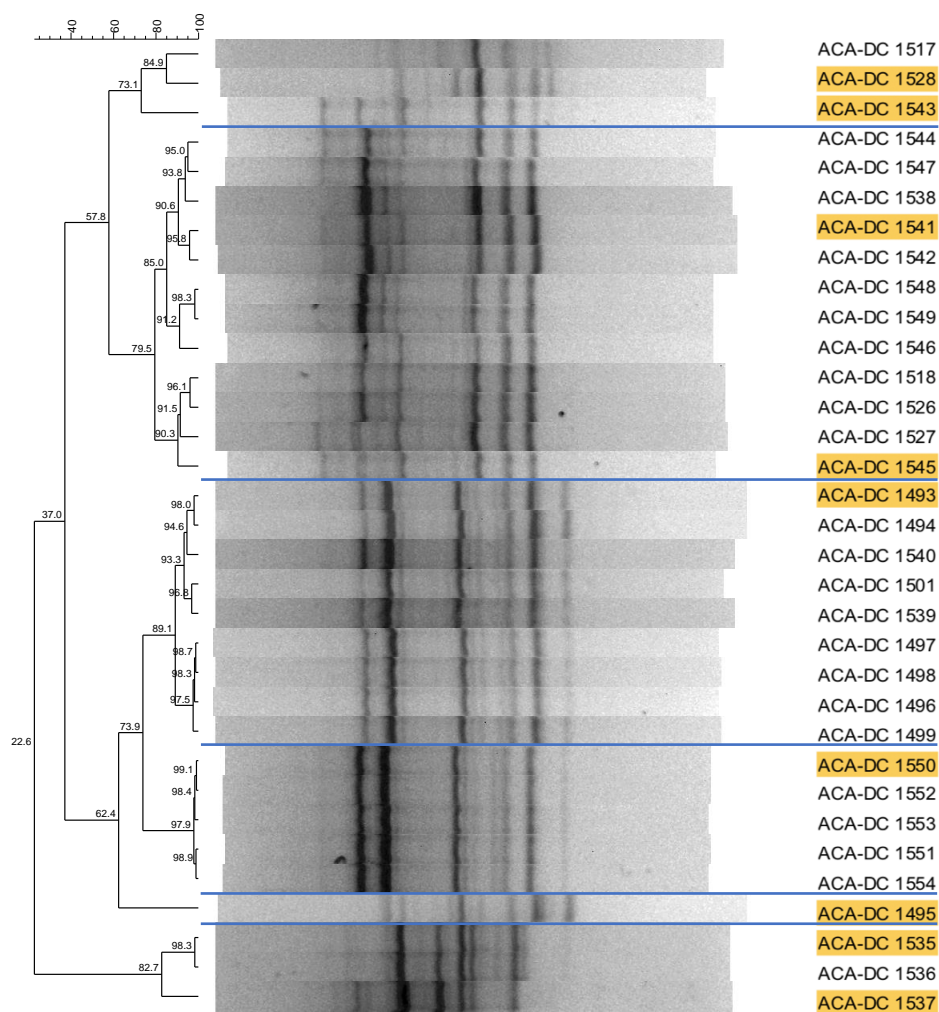 40 60 80 100
ACA-DC 1517
84.9
ACA-DC 1528
73.1
ACA-DC 1543
ACA-DC 1544
95.0
ACA-DC 1547
93.8
ACA-DC 1538
90.6
57.8
ACA-DC 1541
95.8
ACA-DC 1542
85.0
ACA-DC 1548
98.3
ACA-DC 1549
91.2
ACA-DC 1546
79.5
ACA-DC 1518
96.1
ACA-DC 1526
91.5
ACA-DC 1527
90.3
ACA-DC 1545
ACA-DC 1493
98.0
37.0
ACA-DC 1494
94.6
ACA-DC 1540
93.3
ACA-DC 1501
96.8
ACA-DC 1539
89.1
ACA-DC 1497
98.7
98.3
ACA-DC 1498
97.5
ACA-DC 1496
73.9
ACA-DC 1499
22.6
ACA-DC 1550
99.1
98.4
ACA-DC 1552
62.4
ACA-DC 1553
97.9
ACA-DC 1551
98.9
ACA-DC 1554
ACA-DC 1495
ACA-DC 1535
98.3
82.7
ACA-DC 1536
ACA-DC 1537